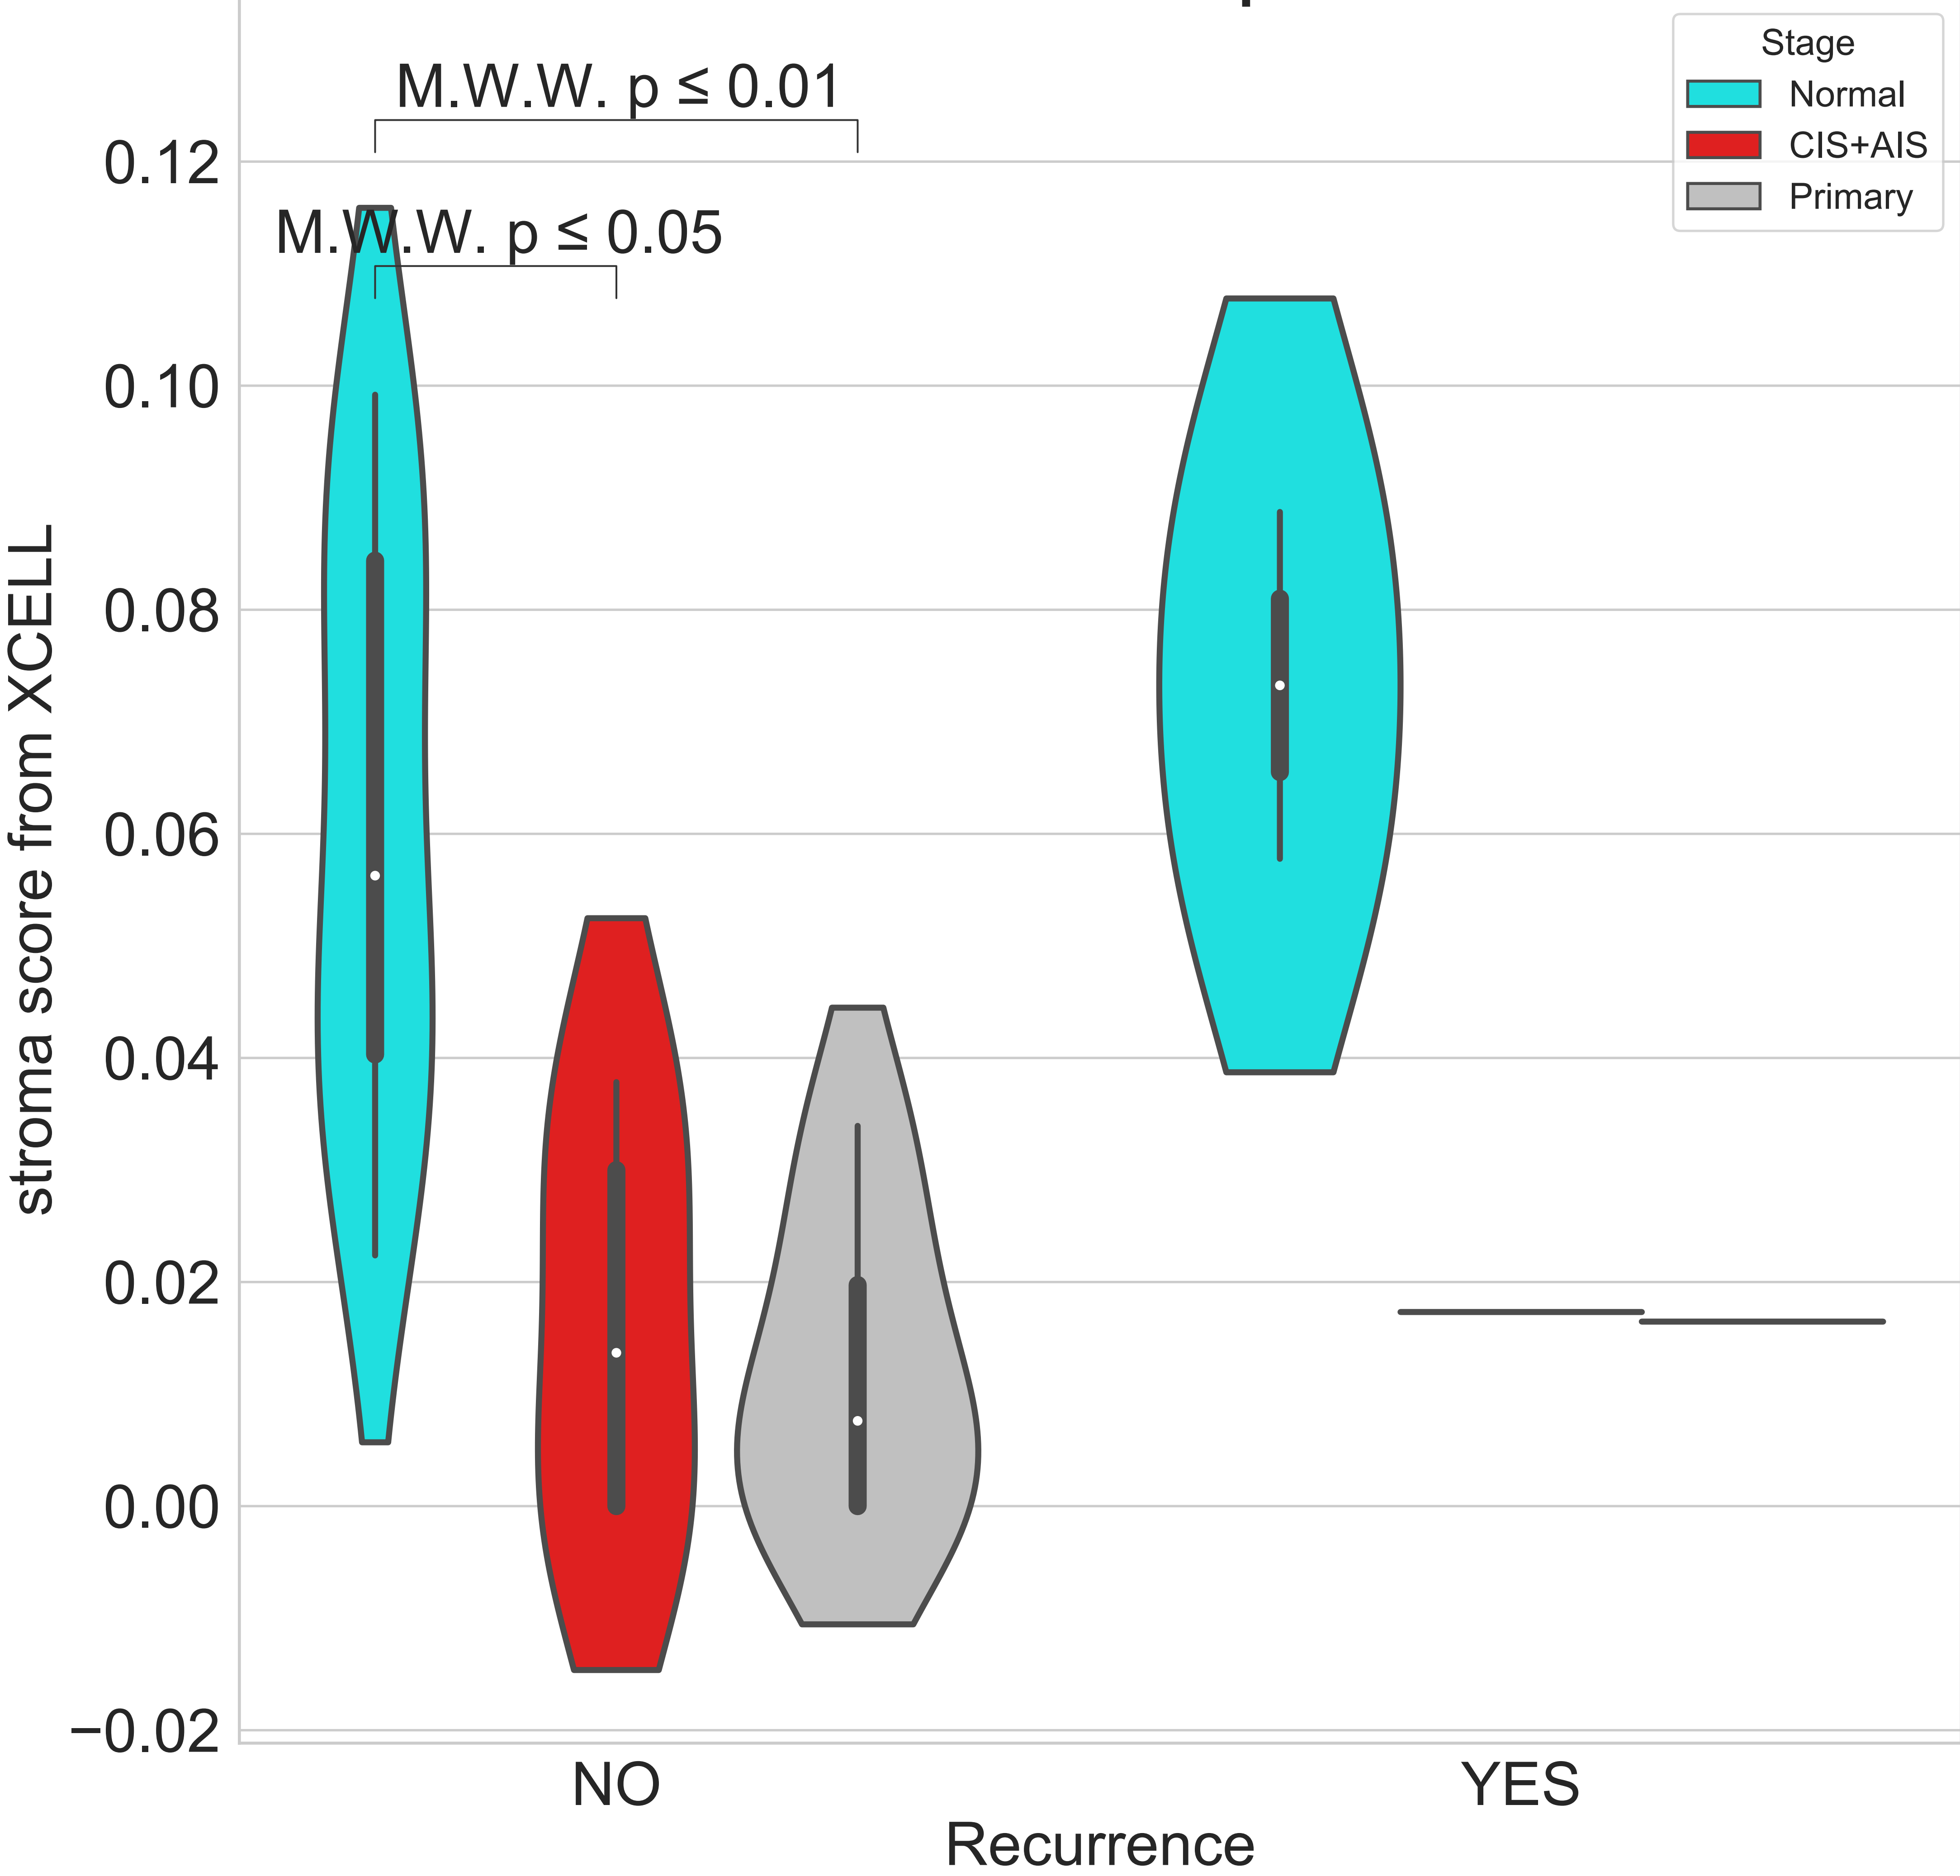 Stage
Normal
CIS+AIS
Primary
M.W.W. p ≤ 0.01
M.W.W. p ≤ 0.05
0.12
0.10
0.08
0.06
0.04
0.02
0.00
−0.02
stroma score from XCELL
NO
YES
Recurrence